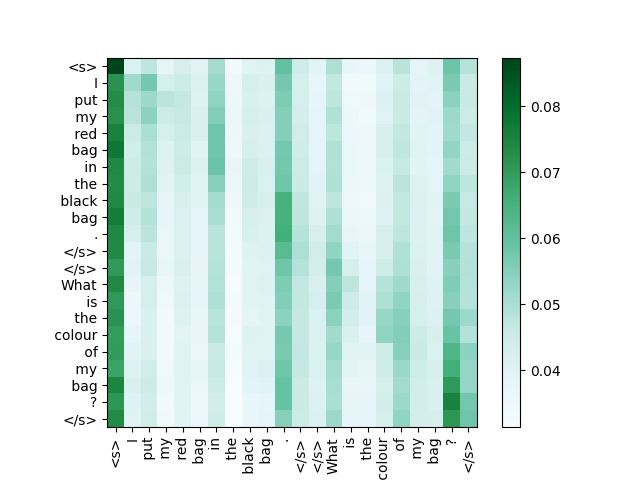 <s>
I
put
my
red
bag
in
the
black
bag
.
</s>
</s>
What
is
the
colour
of
my
bag
?
</s>
<s>
I
put
my
red
bag
in
the
black
bag
.
</s>
</s>
What
is
the
colour
of
my
bag
?
</s>
0.08
0.07
0.06
0.05
0.04